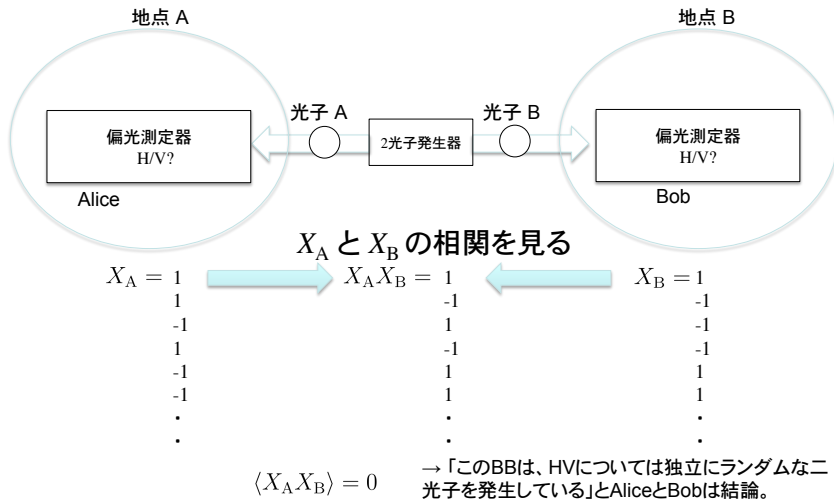 地点 A
地点 B
光子 A
光子 B
偏光測定器
H/V?
2光子発生器
偏光測定器
H/V?
Alice
Bob
X_A と X_B の相関を見る
X_A = 1
1
-1
1
-1
-1
・
・
X_A X_B = 1
-1
1
-1
1
1
・
・
X_B = 1
-1
-1
-1
1
1
・
・
⟨X_A X_B⟩ = 0
→「このBBは、HVについては独立にランダムな二
光子を発生している」とAliceとBobは結論。